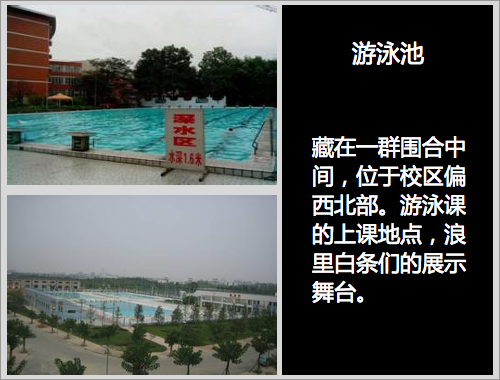 游泳池
藏在一群围合中
间，位于校区偏
西北部。游泳课
的上课地点，浪
里白条们的展示
舞台。
深
水
区
水深1.6米